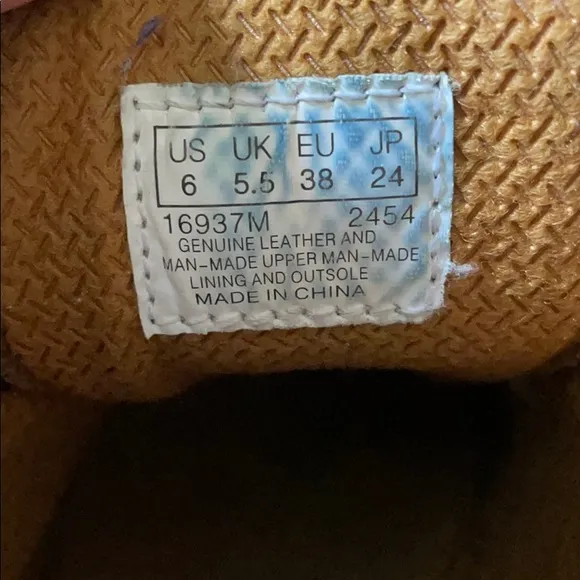 US UK EU JP
6 5.5 38 24
16937M 2454
GENUINE LEATHER AND
MAN-MADE UPPER MAN-MADE
LINING AND OUTSOLE
MADE IN CHINA